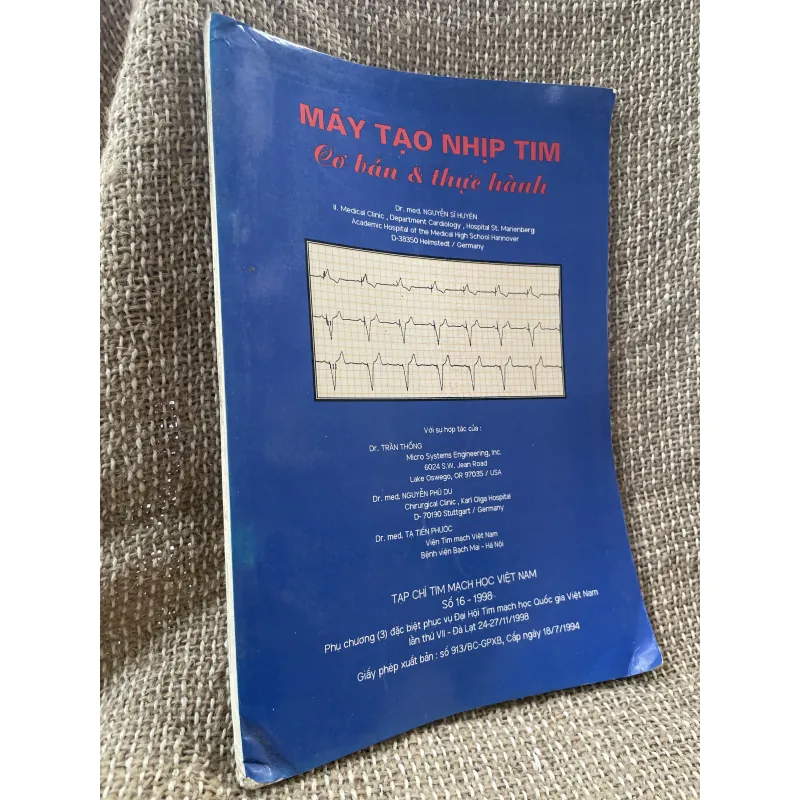 MÁY TẠO NHỊP TIM
Cơ bản & thực hành
Dr. med. NGUYỄN SĨ HUYÊN
II. Medical Clinic , Department Cardiology , Hospital St. Marienberg
Academic Hospital of the Medical High School Hannover
D-38350 Helmstedt / Germany
Với sự hợp tác của :
Dr. TRẦN THỐNG
Micro Systems Engineering, Inc.
6024 S.W. Jean Road
Lake Oswego, OR 97035 / USA
Dr. med. NGUYỄN PHÚ DU
Chirurgical Clinic , Karl Olga Hospital
D- 70190 Stuttgart / Germany
Dr. med. TẠ TIẾN PHƯỚC
Viện Tim mạch Việt Nam
Bệnh viện Bạch Mai - Hà Nội
TẠP CHÍ TIM MẠCH HỌC VIỆT NAM
Số 16 - 1998
Phụ chương (3) đặc biệt phục vụ Đại Hội Tim mạch học Quốc gia Việt Nam
lần thứ VII - Đà Lạt 24-27/11/1998
Giấy phép xuất bản : số 913/BC-GPXB, Cấp ngày 18/7/1994